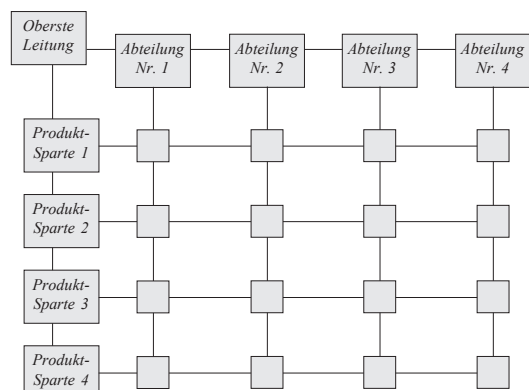 Oberste
Leitung
Abteilung
Nr. 1
Abteilung
Nr. 2
Abteilung
Nr. 3
Abteilung
Nr. 4
Produkt-
Sparte 1
Produkt-
Sparte 2
Produkt-
Sparte 3
Produkt-
Sparte 4